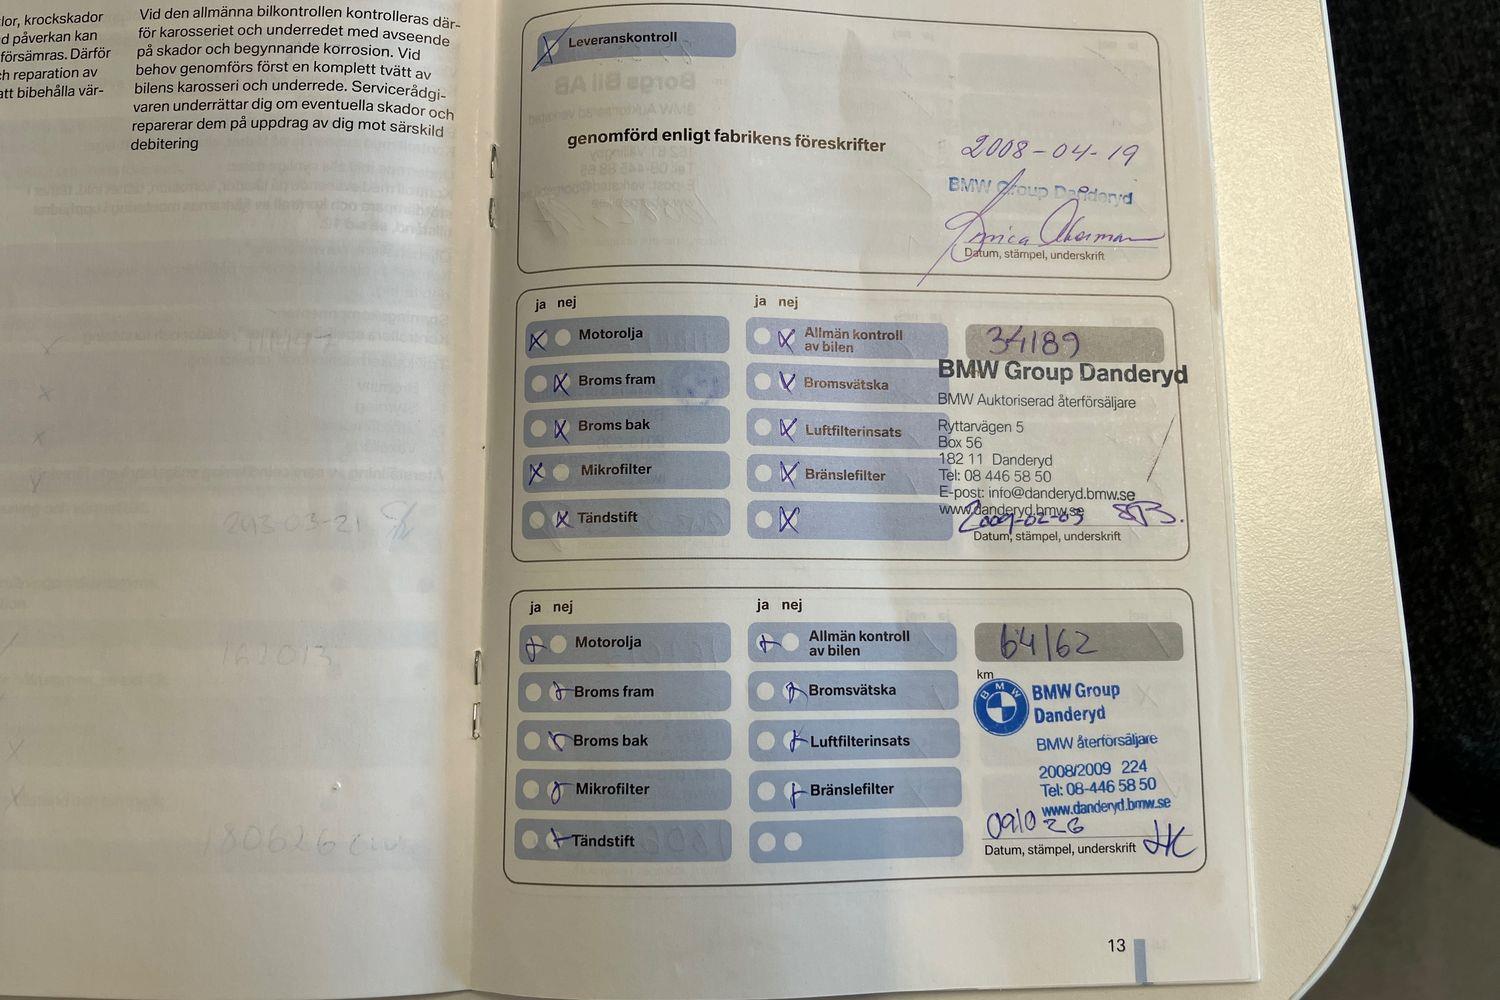 lor, krockskador
d påverkan kan
försämras. Därför
ch reparation av
att bibehålla vär-
Vid den allmänna bilkontrollen kontrolleras där-
för karosseriet och underredet med avseende
på skador och begynnande korrosion. Vid
behov genomförs först en komplett tvätt av
bilens karosseri och underrede. Servicerådgi-
varen underrättar dig om eventuella skador och
reparerar dem på uppdrag av dig mot särskild
debitering
Leveranskontroll
genomförd enligt fabrikens föreskrifter
2008-04-19
BMW Group Danderyd
Datum, stämpel, underskrift
ja nej
Motorolja
Broms fram
Broms bak
Mikrofilter
Tändstift
ja nej
Allmän kontroll
av bilen
Bromsvätska
Luftfilterinsats
Bränslefilter
34189
BMW Group Danderyd
BMW Auktoriserad återförsäljare
Ryttarvägen 5
Box 56
182 11 Danderyd
Tel: 08 446 58 50
E-post: info@danderyd.bmw.se
www.danderyd.bmw.se
2009-02-03
Datum, stämpel, underskrift
ja nej
Motorolja
Broms fram
Broms bak
Mikrofilter
Tändstift
ja nej
Allmän kontroll
av bilen
Bromsvätska
Luftfilterinsats
Bränslefilter
64162
km
BMW
BMW Group
Danderyd
BMW återförsäljare
2008/2009 224
Tel: 08-446 58 50
www.danderyd.bmw.se
091026
Datum, stämpel, underskrift
13